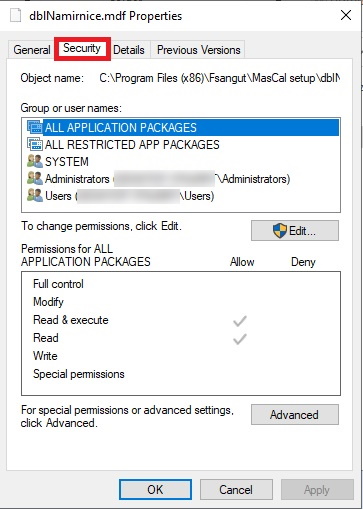 dblNamirnice.mdf Properties
General Security Details Previous Versions
Object name: C:\Program Files (x86)\Fsangut\MasCal setup\dblN
Group or user names:
ALL APPLICATION PACKAGES
ALL RESTRICTED APP PACKAGES
SYSTEM
Administrators ( \Administrators)
Users ( \Users)
To change permissions, click Edit. Edit...
Permissions for ALL
APPLICATION PACKAGES Allow Deny
Full control
Modify
Read & execute
Read
Write
Special permissions
For special permissions or advanced settings,
click Advanced. Advanced
OK Cancel Apply